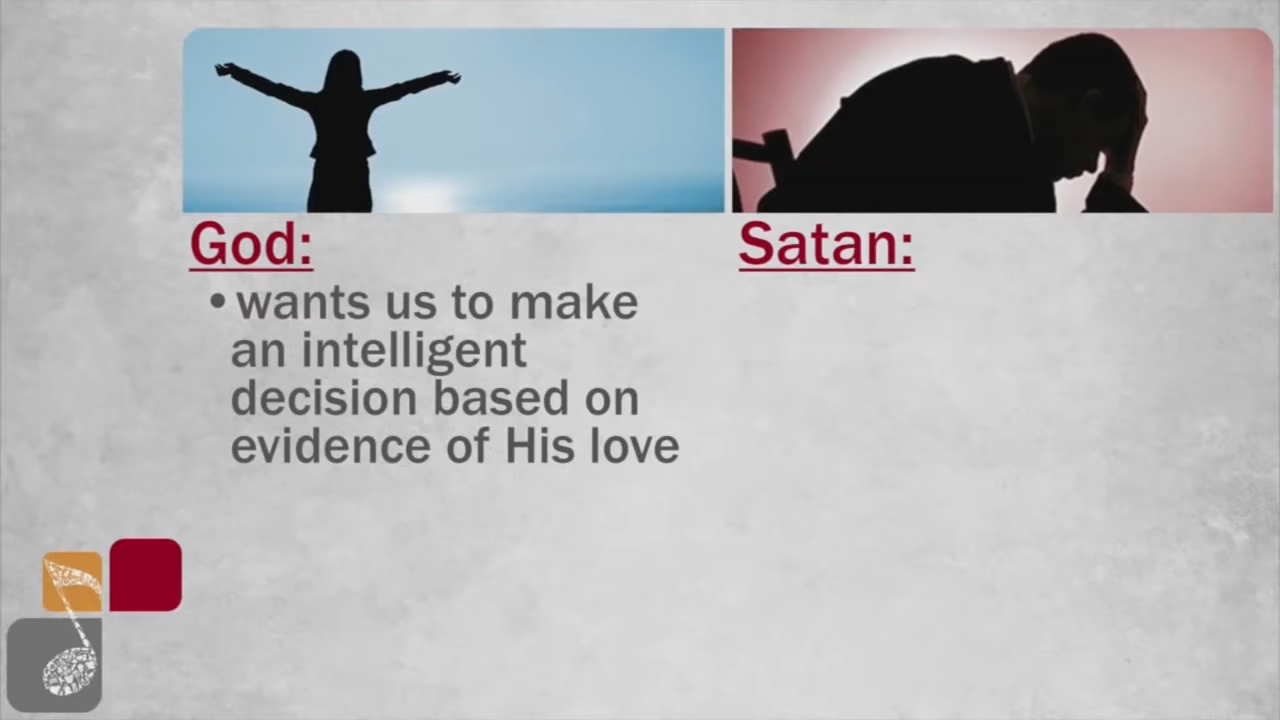 God:
Satan:
•wants us to make
an intelligent
decision based on
evidence of His love